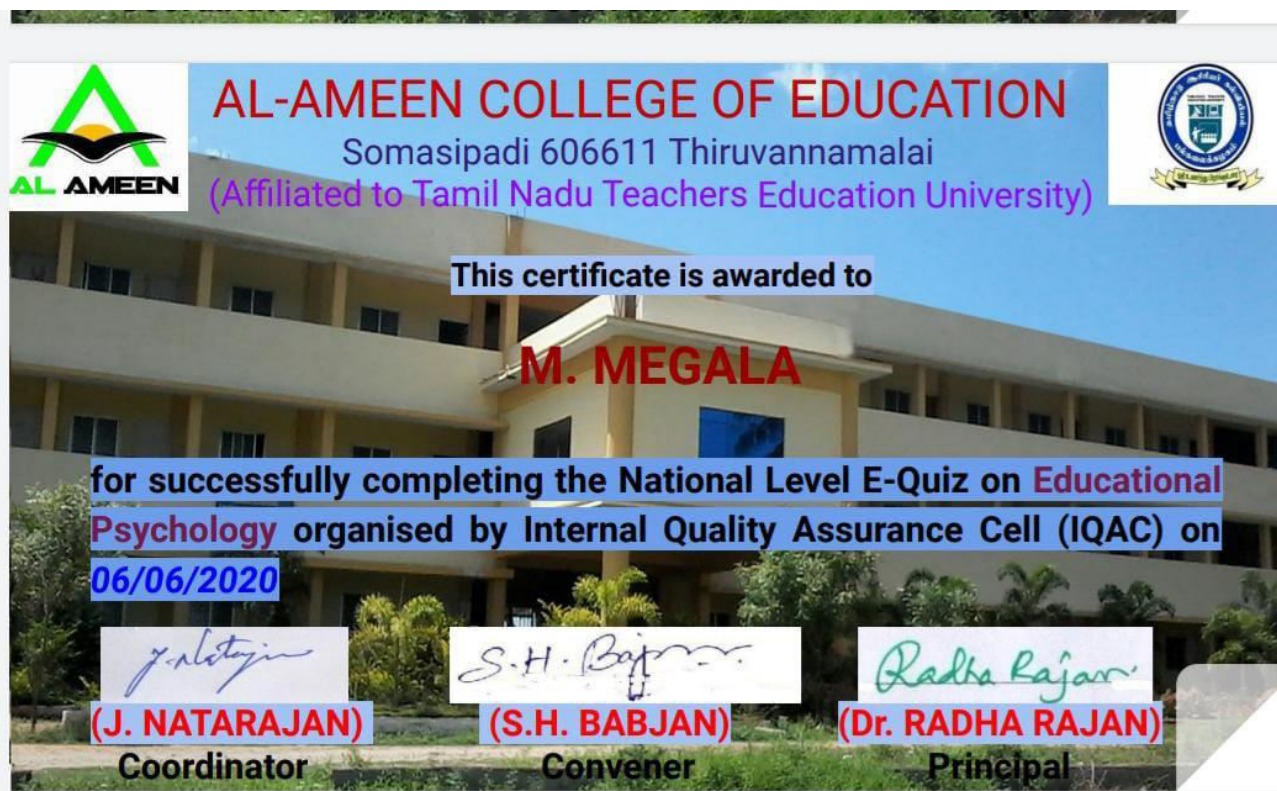 AL-AMEEN COLLEGE OF EDUCATION
Somasipadi 606611 Thiruvannamalai
(Affiliated to Tamil Nadu Teachers Education University)
AL AMEEN
This certificate is awarded to
M. MEGALA
for successfully completing the National Level E-Quiz on Educational
Psychology organised by Internal Quality Assurance Cell (IQAC) on
06/06/2020
S.H. Bab
Radha Rajan
(J. NATARAJAN) (S.H. BABJAN) (Dr. RADHA RAJAN)
Coordinator Convener Principal